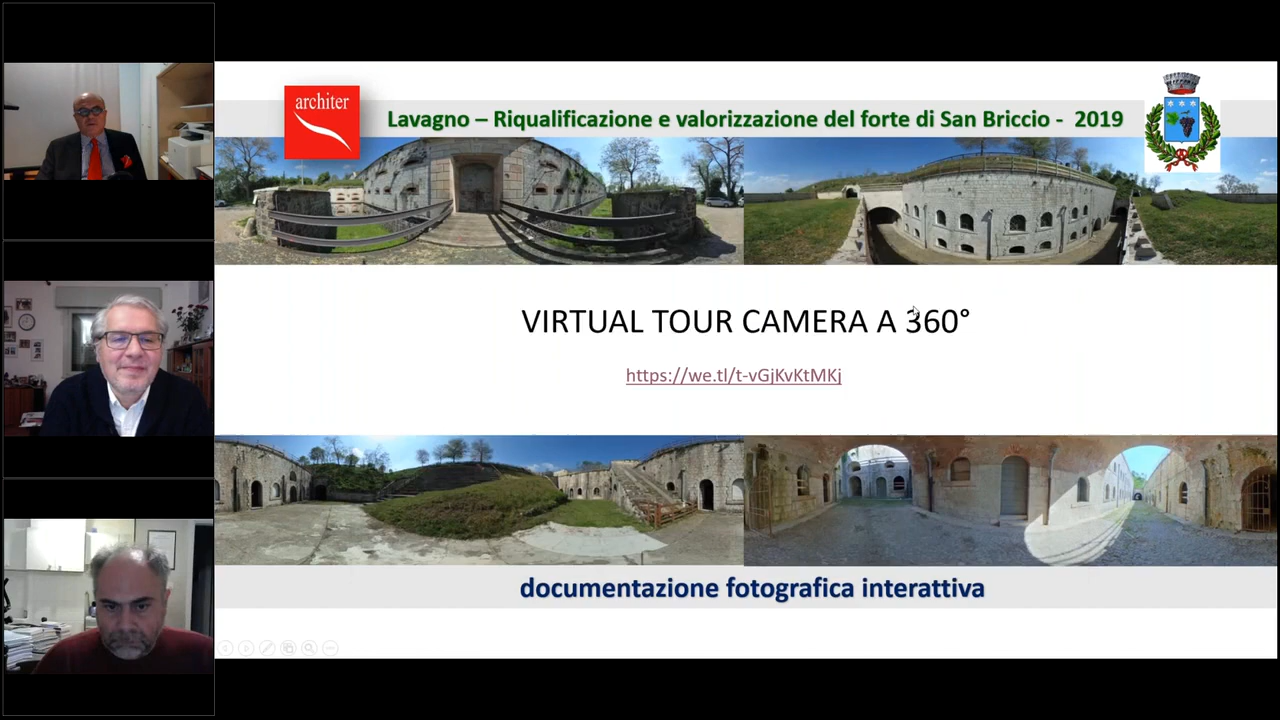 architer
Lavagno – Riqualificazione e valorizzazione del forte di San Briccio - 2019
VIRTUAL TOUR CAMERA A 360°
https://we.tl/t-vGjKvKtMKj
documentazione fotografica interattiva